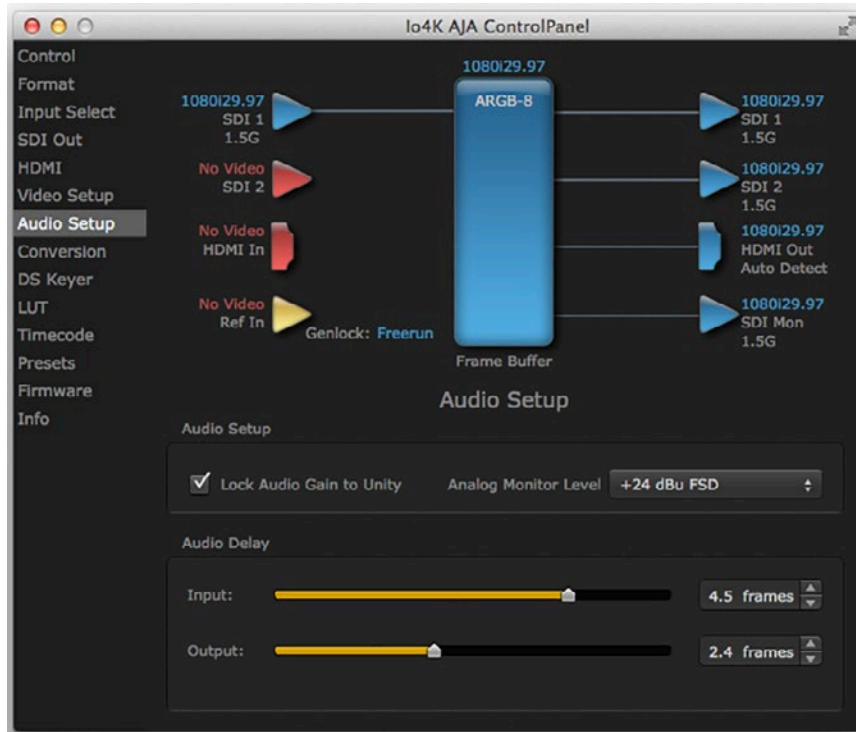 Io4K AJA ControlPanel
Control
Format
Input Select
SDI Out
HDMI
Video Setup
Audio Setup
Conversion
DS Keyer
LUT
Timecode
Presets
Firmware
Info
1080i29.97
ARGB-8
Frame Buffer
1080i29.97
SDI 1
1.5G
No Video
SDI 2
No Video
HDMI In
No Video
Ref In
Genlock: Freerun
1080i29.97
SDI 1
1.5G
1080i29.97
SDI 2
1.5G
1080i29.97
HDMI Out
Auto Detect
1080i29.97
SDI Mon
1.5G
Audio Setup
Audio Setup
Lock Audio Gain to Unity
Analog Monitor Level
+24 dBu FSD
Audio Delay
Input:
4.5 frames
Output:
2.4 frames